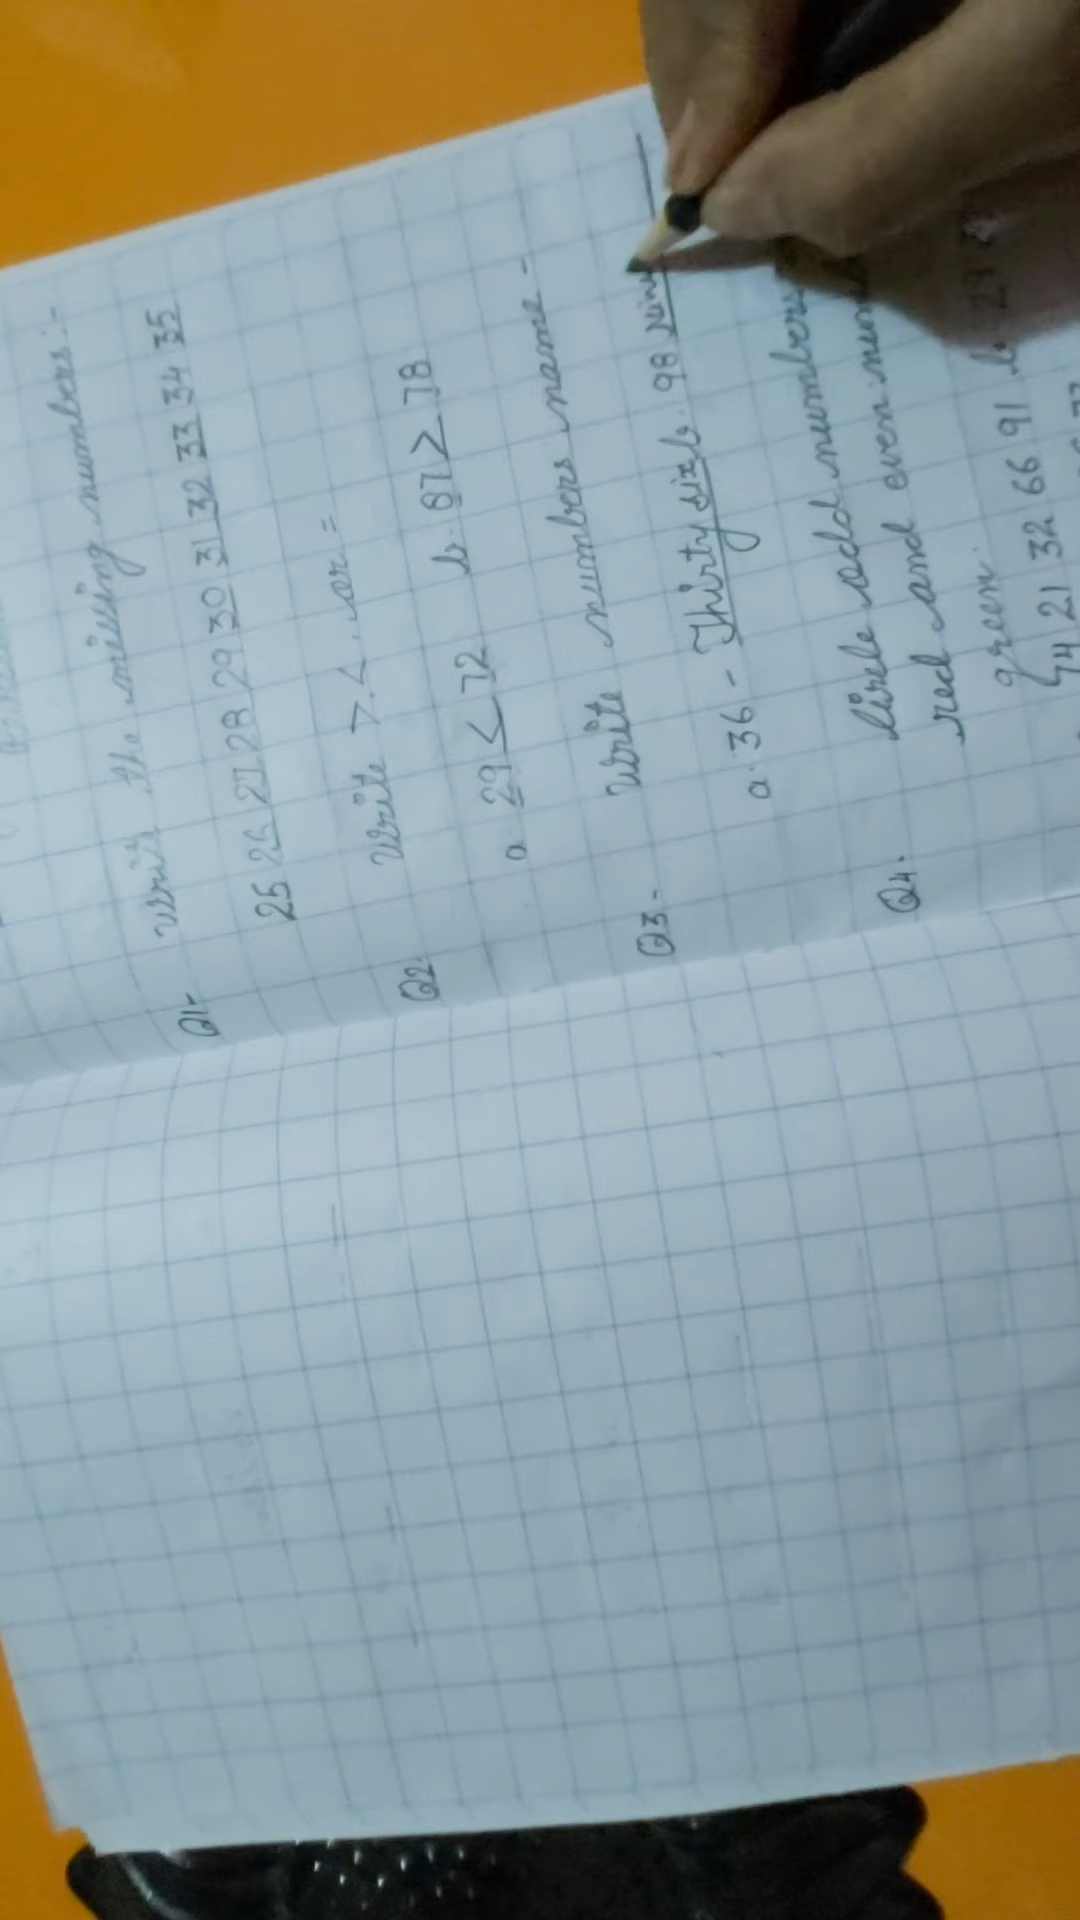 Q1- Write the missing numbers:-
25 26 27 28 29 30 31 32 33 34 35
Q2. Write >, <, or =
a. 29 < 72 b. 87 > 78
Q3- Write numbers name-
a. 36 - Thirty six b. 98
Q4. Circle odd numbers
red and even
green.
74 21 32 66 91